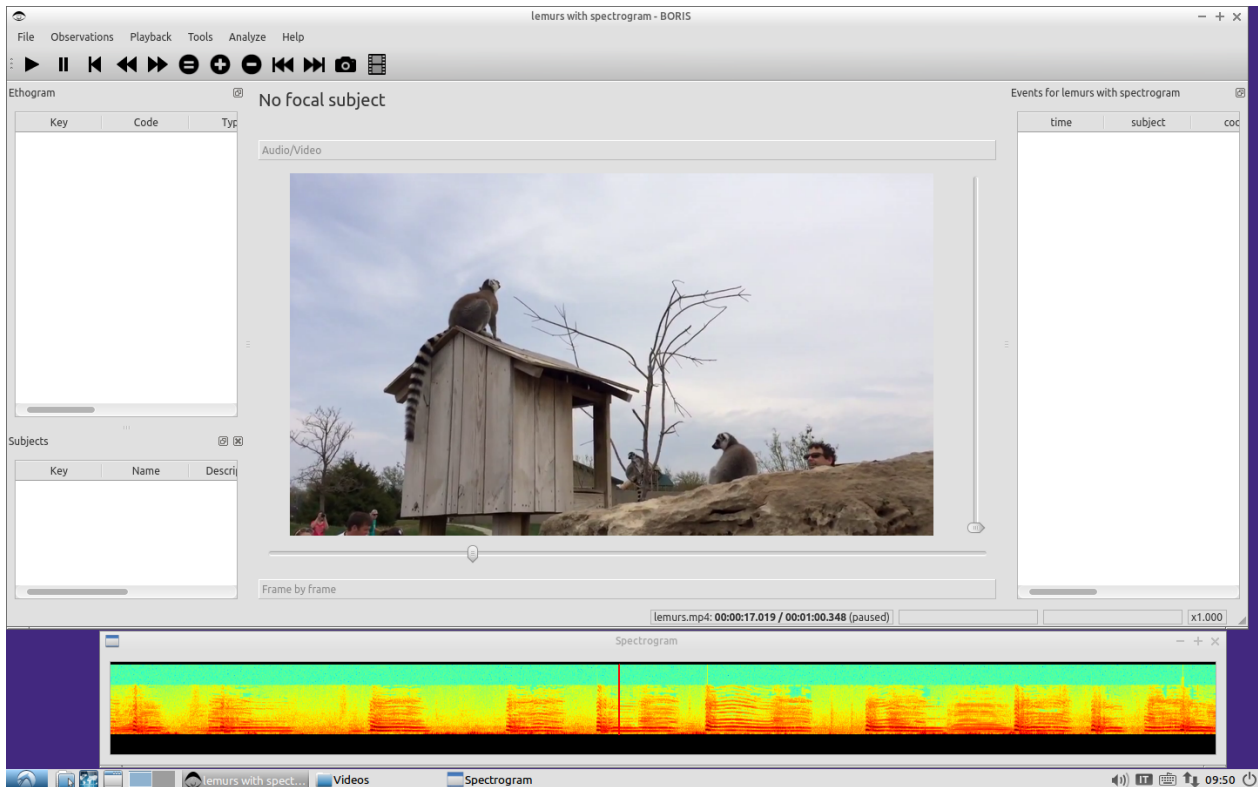 lemurs with spectrogram - BORIS
File Observations Playback Tools Analyze Help
Ethogram
No focal subject
Events for lemurs with spectrogram
Key Code Typ
time subject cod
Audio/Video
Subjects
Key Name Descrip
Frame by frame
lemurs.mp4: 00:00:17.019 / 00:01:00.348 (paused)
x1.000
Spectrogram
lemurs with spect...
Videos
Spectrogram
IT
09:50